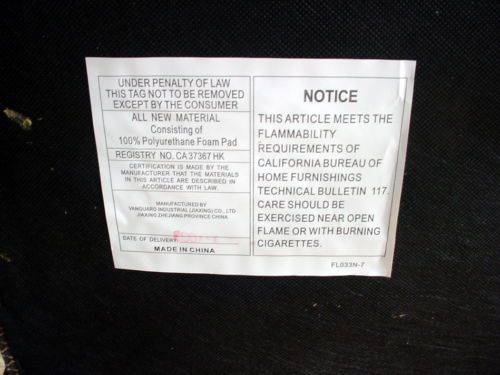 UNDER PENALTY OF LAW
THIS TAG NOT TO BE REMOVED
EXCEPT BY THE CONSUMER
ALL NEW MATERIAL
Consisting of
100% Polyurethane Foam Pad
REGISTRY NO. CA37367 HK
CERTIFICATION IS MADE BY THE
MANUFACTURER THAT THE MATERIALS
IN THIS ARTICLE ARE DESCRIBED IN
ACCORDANCE WITH LAW.
MANUFACTURED BY
VANGUARD INDUSTRIAL (JIAXING) CO., LTD
JIAXING ZHEJIANG PROVINCE CHINA
DATE OF DELIVERY
MADE IN CHINA
NOTICE
THIS ARTICLE MEETS THE
FLAMMABILITY
REQUIREMENTS OF
CALIFORNIA BUREAU OF
HOME FURNISHINGS
TECHNICAL BULLETIN 117.
CARE SHOULD BE
EXERCISED NEAR OPEN
FLAME OR WITH BURNING
CIGARETTES.
FL033N-7